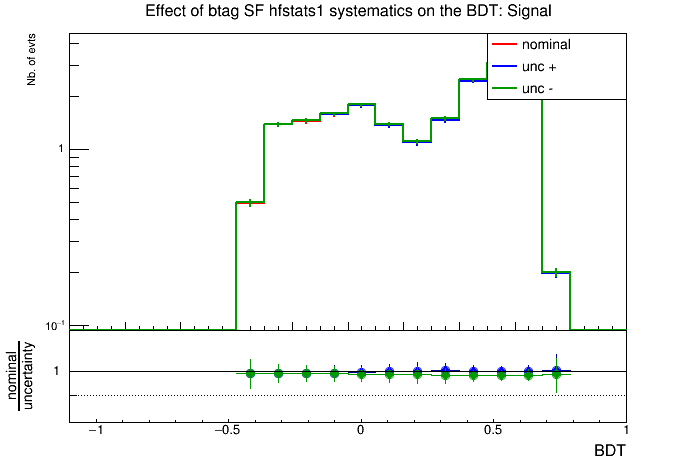 Effect of btag SF hfstats1 systematics on the BDT: Signal
Nb. of evts
nominal
unc +
unc -
1
10⁻¹
nominal
uncertainty
1
−1 −0.5 0 0.5 1
BDT